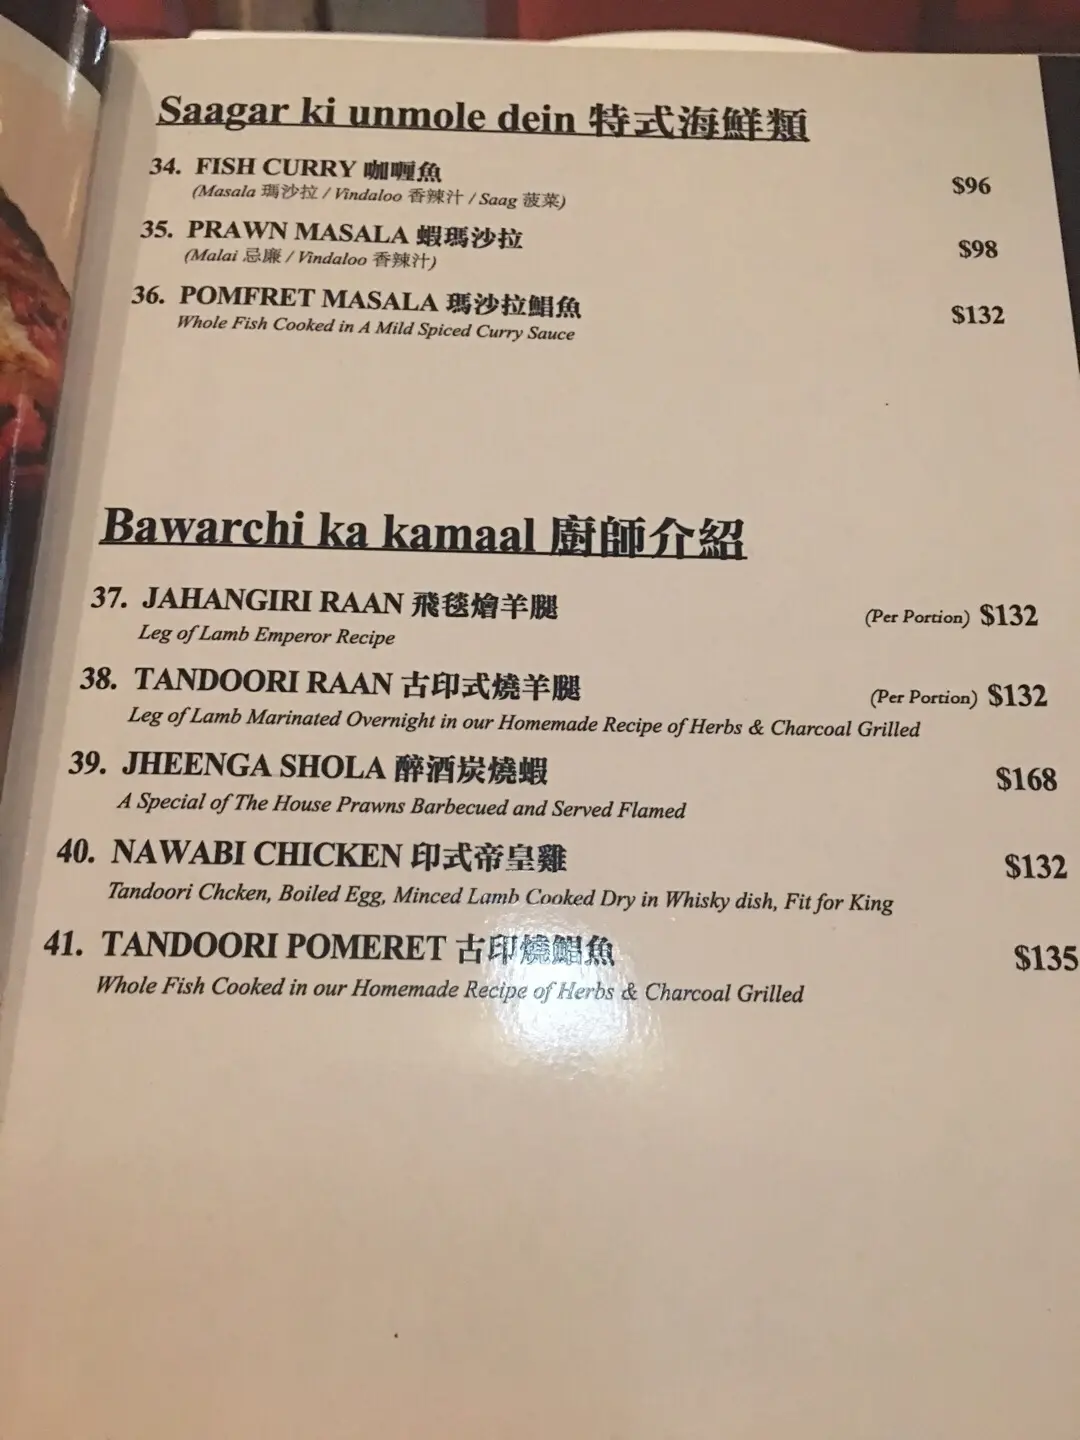 Saagar ki unmole dein 特式海鮮類
34. FISH CURRY 咖喱魚
(Masala 瑪沙拉 / Vindaloo 香辣汁 / Saag 菠菜)
$96
35. PRAWN MASALA 蝦瑪沙拉
(Malai 忌廉 / Vindaloo 香辣汁)
$98
36. POMFRET MASALA 瑪沙拉鯧魚
Whole Fish Cooked in A Mild Spiced Curry Sauce
$132
Bawarchi ka kamaal 廚師介紹
37. JAHANGIRI RAAN 飛毯燴羊腿
(Per Portion) $132
Leg of Lamb Emperor Recipe
38. TANDOORI RAAN 古印式燒羊腿
(Per Portion) $132
Leg of Lamb Marinated Overnight in our Homemade Recipe of Herbs & Charcoal Grilled
39. JHEENGA SHOLA 醉酒炭燒蝦
$168
A Special of The House Prawns Barbecued and Served Flamed
40. NAWABI CHICKEN 印式帝皇雞
$132
Tandoori Chcken, Boiled Egg, Minced Lamb Cooked Dry in Whisky dish, Fit for King
41. TANDOORI POMERET 古印燒鯧魚
$135
Whole Fish Cooked in our Homemade Recipe of Herbs & Charcoal Grilled